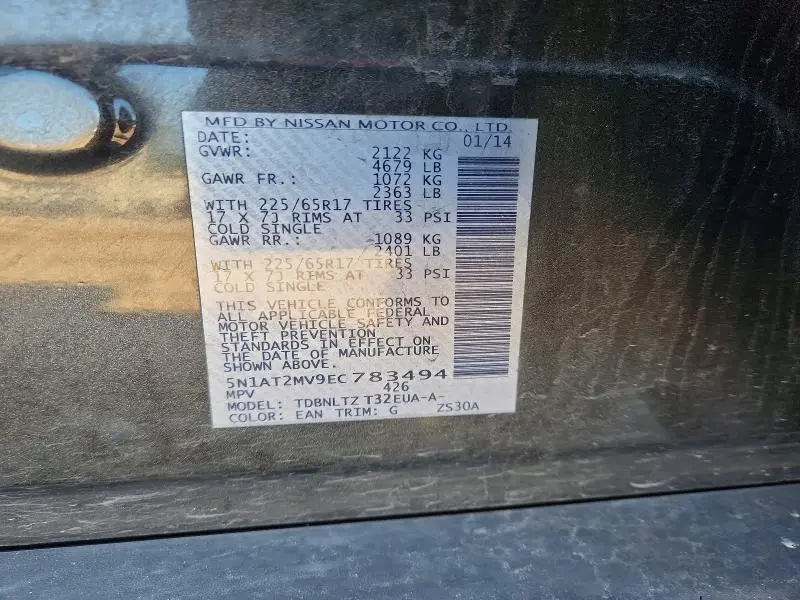 MFD BY NISSAN MOTOR CO., LTD.
DATE: 01/14
GVWR: 2122 KG
4679 LB
GAWR FR.: 1072 KG
2363 LB
WITH 225/65R17 TIRES
17 X 7J RIMS AT 33 PSI
COLD SINGLE
GAWR RR.: 1089 KG
2401 LB
WITH 225/65R17 TIRES
17 X 7J RIMS AT 33 PSI
COLD SINGLE
THIS VEHICLE CONFORMS TO
ALL APPLICABLE FEDERAL
MOTOR VEHICLE SAFETY AND
THEFT PREVENTION
STANDARDS IN EFFECT ON
THE DATE OF MANUFACTURE
SHOWN ABOVE.
5N1AT2MV9EC783494
MPV 426
MODEL: TDBNLTZ T32EUA-A-
COLOR: EAN TRIM: G ZS30A